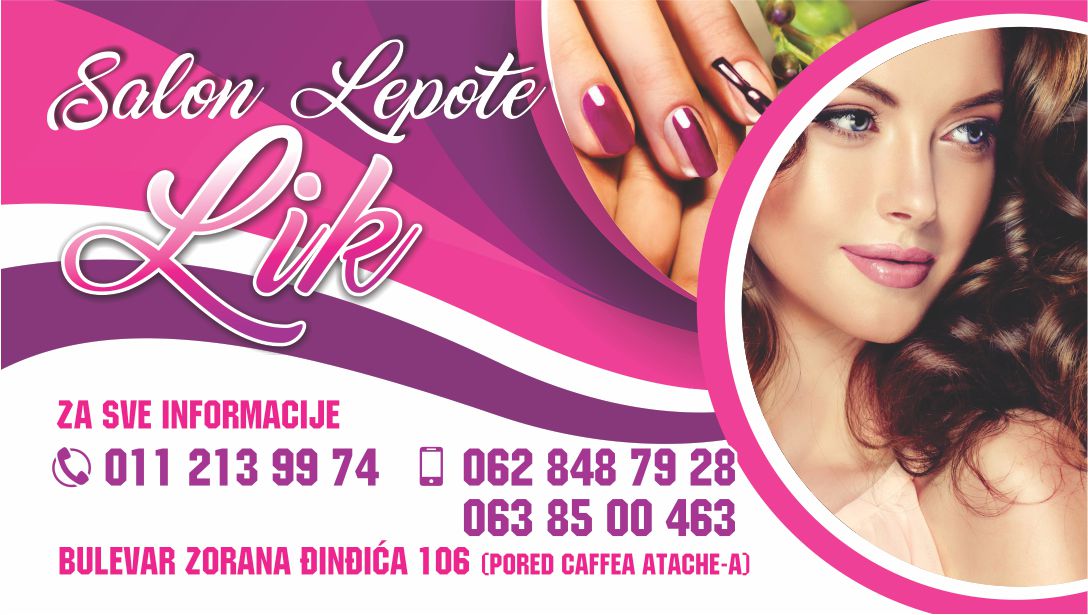 Salon Lepote
Lik
ZA SVE INFORMACIJE
011 213 99 74 062 848 79 28
063 85 00 463
BULEVAR ZORANA ĐINĐIĆA 106 (PORED CAFFEA ATACHE-A)